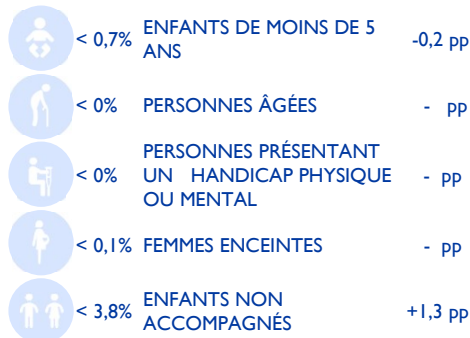 < 0,7% ENFANTS DE MOINS DE 5 ANS -0,2 pp
< 0% PERSONNES ÂGÉES - pp
< 0% PERSONNES PRÉSENTANT UN HANDICAP PHYSIQUE OU MENTAL - pp
< 0,1% FEMMES ENCEINTES - pp
< 3,8% ENFANTS NON ACCOMPAGNÉS +1,3 pp